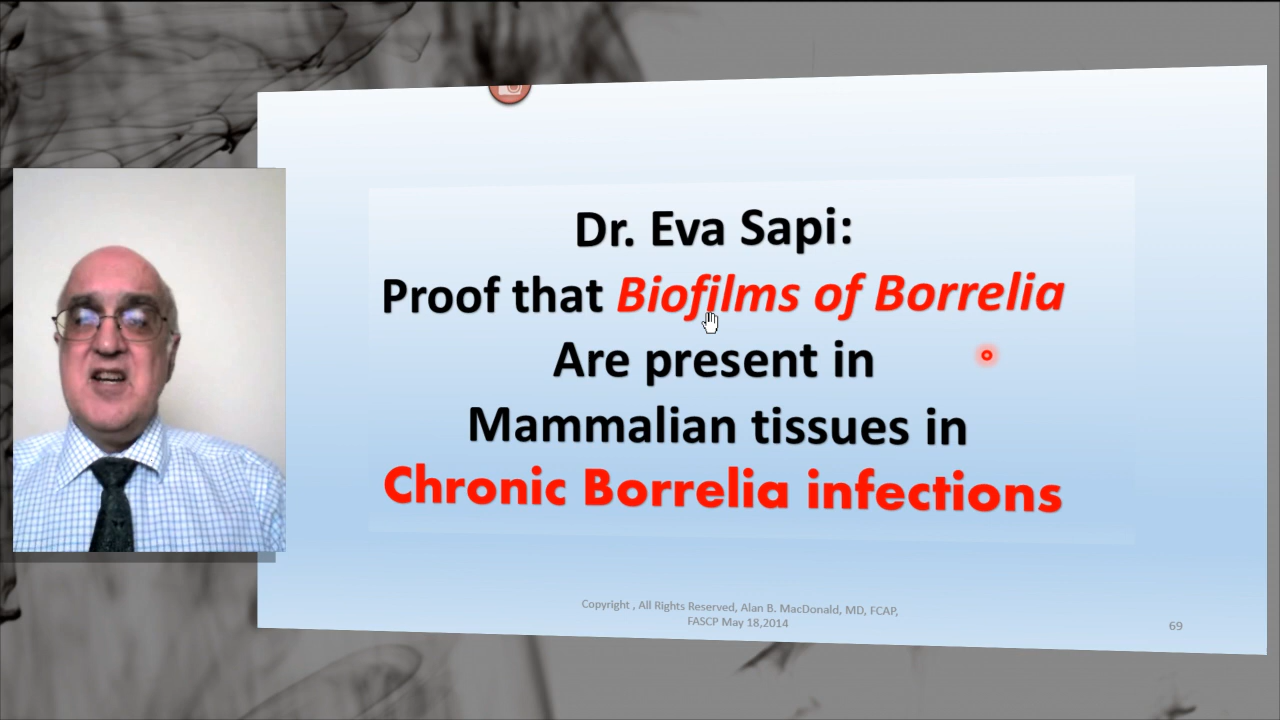 Dr. Eva Sapi:
Proof that Biofilms of Borrelia
Are present in
Mammalian tissues in
Chronic Borrelia infections
Copyright , All Rights Reserved, Alan B. MacDonald, MD, FCAP,
FASCP May 18,2014
69